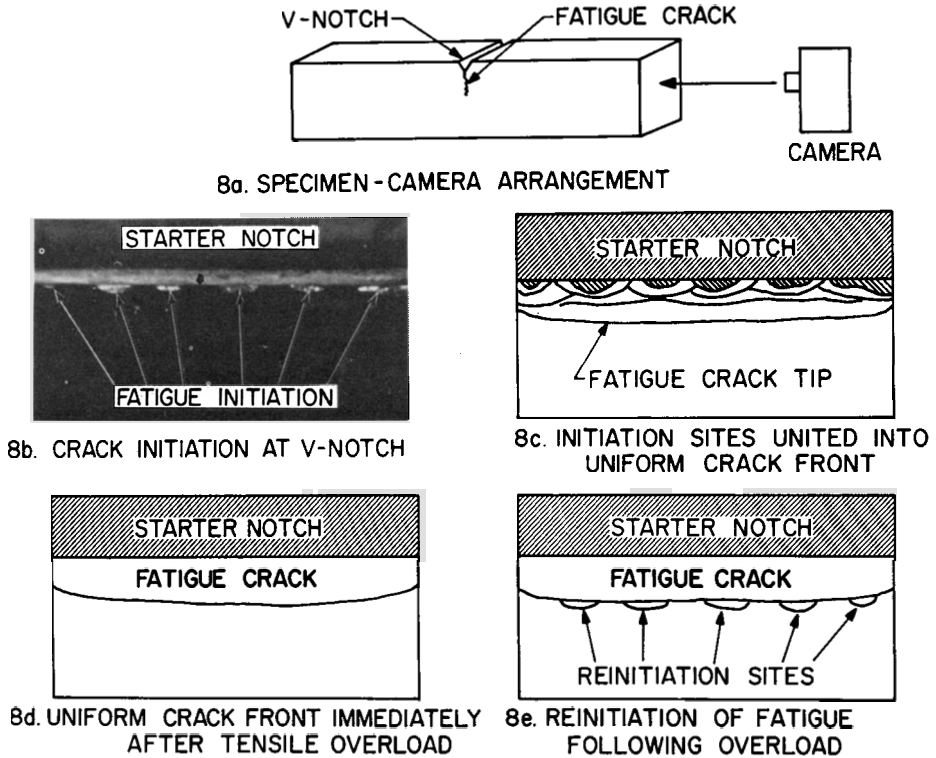 V-NOTCH
FATIGUE CRACK
CAMERA
8a. SPECIMEN-CAMERA ARRANGEMENT
STARTER NOTCH
FATIGUE INITIATION
8b. CRACK INITIATION AT V-NOTCH
STARTER NOTCH
FATIGUE CRACK TIP
8c. INITIATION SITES UNITED INTO
UNIFORM CRACK FRONT
STARTER NOTCH
FATIGUE CRACK
8d. UNIFORM CRACK FRONT IMMEDIATELY
AFTER TENSILE OVERLOAD
STARTER NOTCH
FATIGUE CRACK
REINITIATION SITES
8e. REINITIATION OF FATIGUE
FOLLOWING OVERLOAD